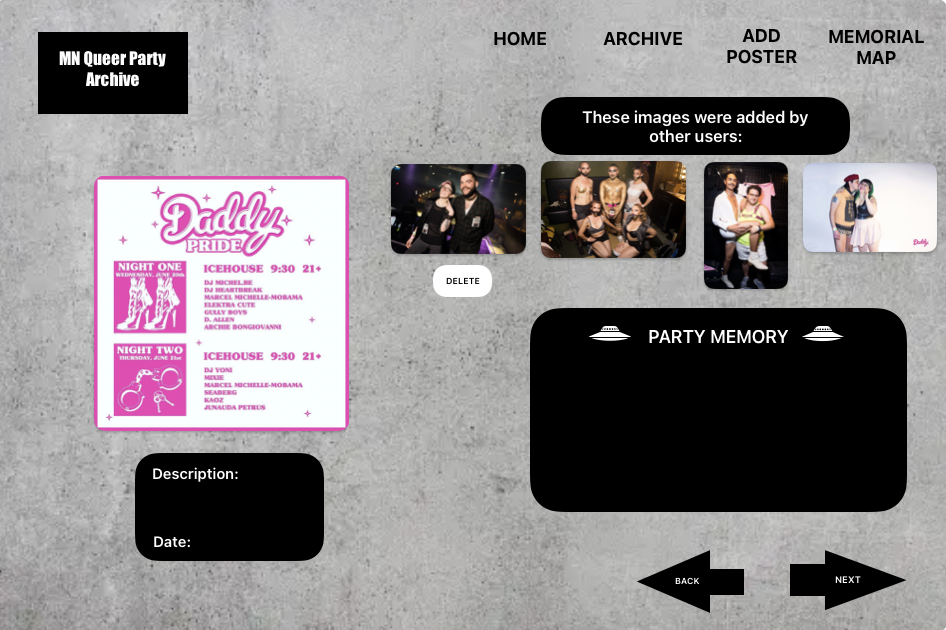 MN Queer Party
Archive
HOME
ARCHIVE
ADD
POSTER
MEMORIAL
MAP
These images were added by
other users:
Daddy
PRIDE
NIGHT ONE
WEDNESDAY, JUNE 20th
ICEHOUSE 9:30 21+
DJ MICHEL.BE
DJ HEARTBREAK
MARCEL MICHELLE-MOBAMA
ELEKTRA CUTE
GULLY BOYS
D. ALLEN
ARCHIE BONGIOVANNI
NIGHT TWO
THURSDAY, JUNE 21st
ICEHOUSE 9:30 21+
DJ YONI
MIXIE
MARCEL MICHELLE-MOBAMA
SEABERG
KAOZ
JUNAUDA PETRUS
Daddy
DELETE
PARTY MEMORY
Description:
Date:
BACK
NEXT